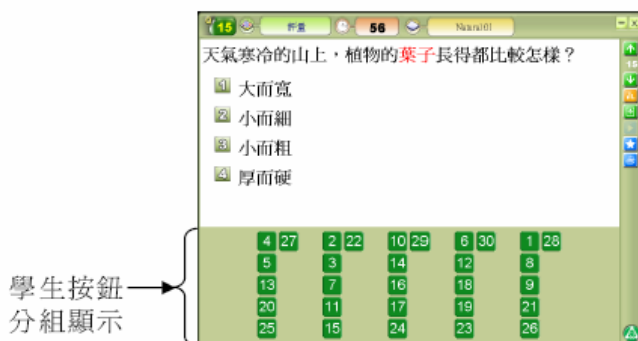 15 56 Natural01
天氣寒冷的山上，植物的葉子長得都比較怎樣？
15
1 大而寬
2 小而細
3 小而粗
4 厚而硬
4 27 2 22 10 29 6 30 1 28
5 3 14 12 8
13 7 16 18 9
20 11 17 19 21
25 15 24 23 26
學生按鈕
分組顯示